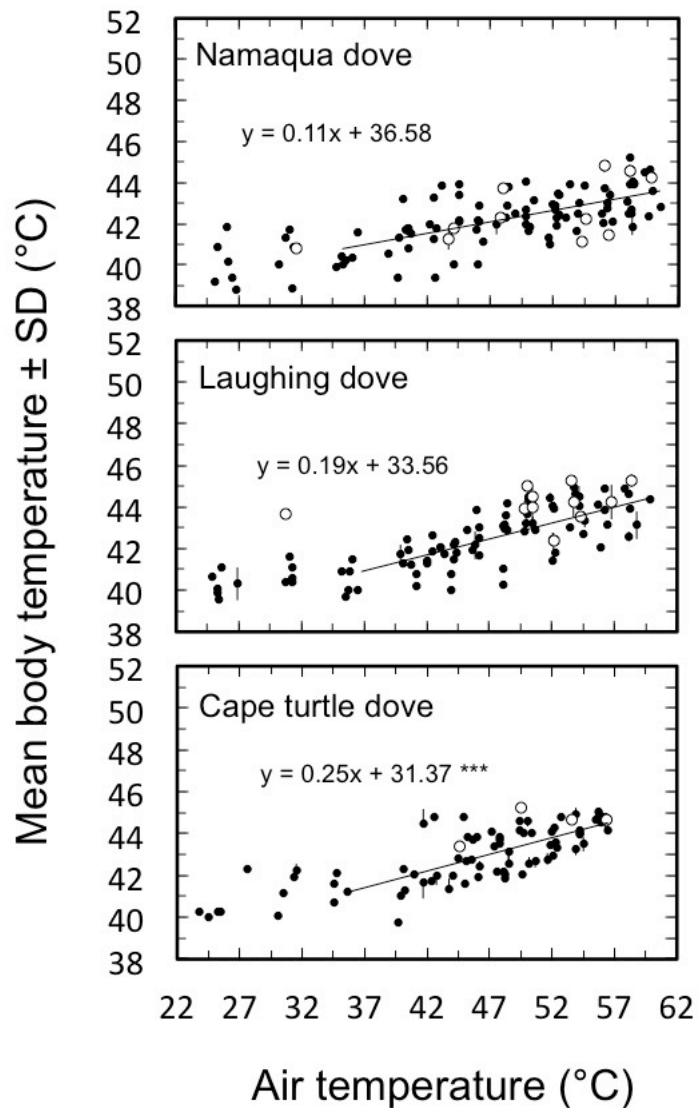 Mean body temperature ± SD (°C)
52
50
48
46
44
42
40
38
Namaqua dove
y = 0.11x + 36.58
52
50
48
46
44
42
40
38
Laughing dove
y = 0.19x + 33.56
52
50
48
46
44
42
40
38
Cape turtle dove
y = 0.25x + 31.37 ***
22 27 32 37 42 47 52 57 62
Air temperature (°C)